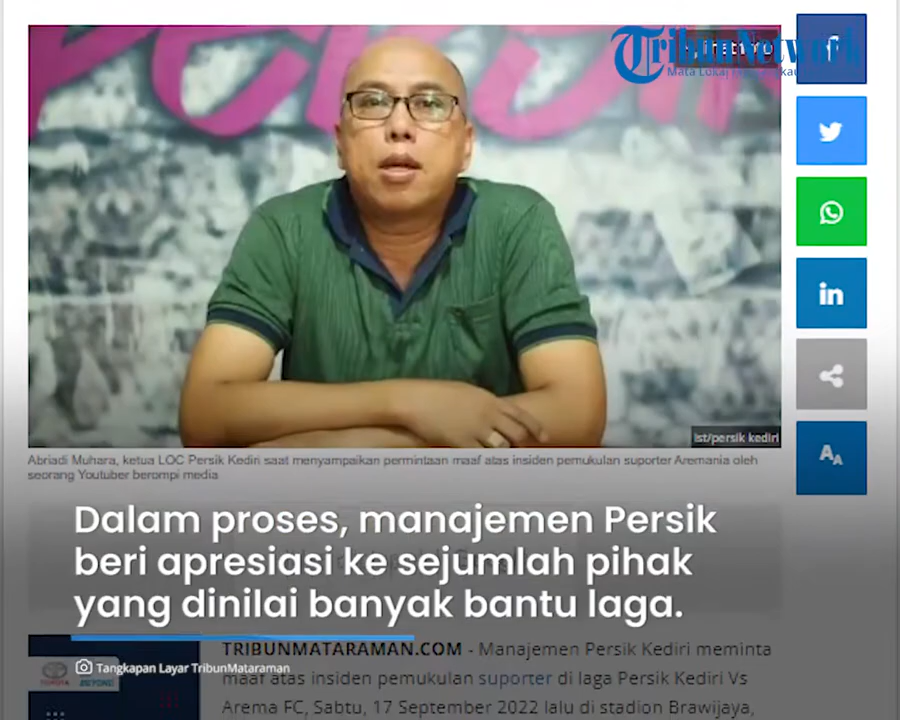 TribunNetwork
ist/persik kediri
Abriadi Muhara, ketua LOC Persik Kediri saat menyampaikan permintaan maaf atas insiden pemukulan suporter Aremania oleh
seorang Youtuber berompi media
Dalam proses, manajemen Persik
beri apresiasi ke sejumlah pihak
yang dinilai banyak bantu laga.
TRIBUNMATARAMAN.COM - Manajemen Persik Kediri meminta
Tangkapan Layar TribunMataraman
maaf atas insiden pemukulan suporter di laga Persik Kediri Vs
Arema FC, Sabtu, 17 September 2022 lalu di stadion Brawijaya,
TOYOTA